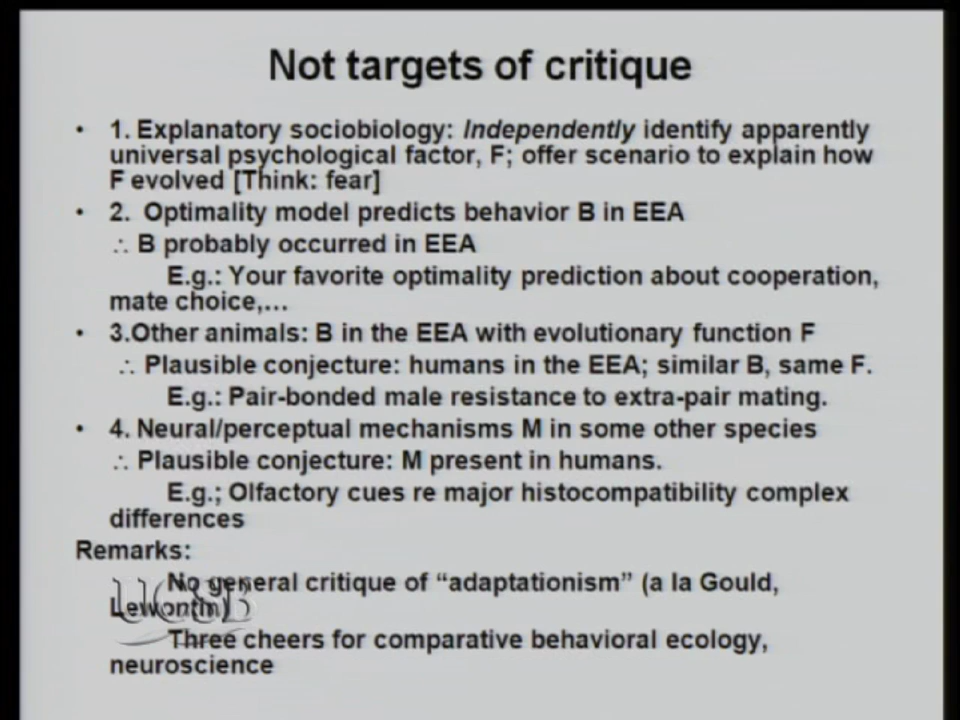 Not targets of critique
• 1. Explanatory sociobiology: Independently identify apparently
universal psychological factor, F; offer scenario to explain how
F evolved [Think: fear]
• 2. Optimality model predicts behavior B in EEA
∴ B probably occurred in EEA
E.g.: Your favorite optimality prediction about cooperation,
mate choice,…
• 3.Other animals: B in the EEA with evolutionary function F
∴ Plausible conjecture: humans in the EEA; similar B, same F.
E.g.: Pair-bonded male resistance to extra-pair mating.
• 4. Neural/perceptual mechanisms M in some other species
∴ Plausible conjecture: M present in humans.
E.g.; Olfactory cues re major histocompatibility complex
differences
Remarks:
No general critique of “adaptationism” (a la Gould,
Lewontin)
UCSB
Three cheers for comparative behavioral ecology,
neuroscience